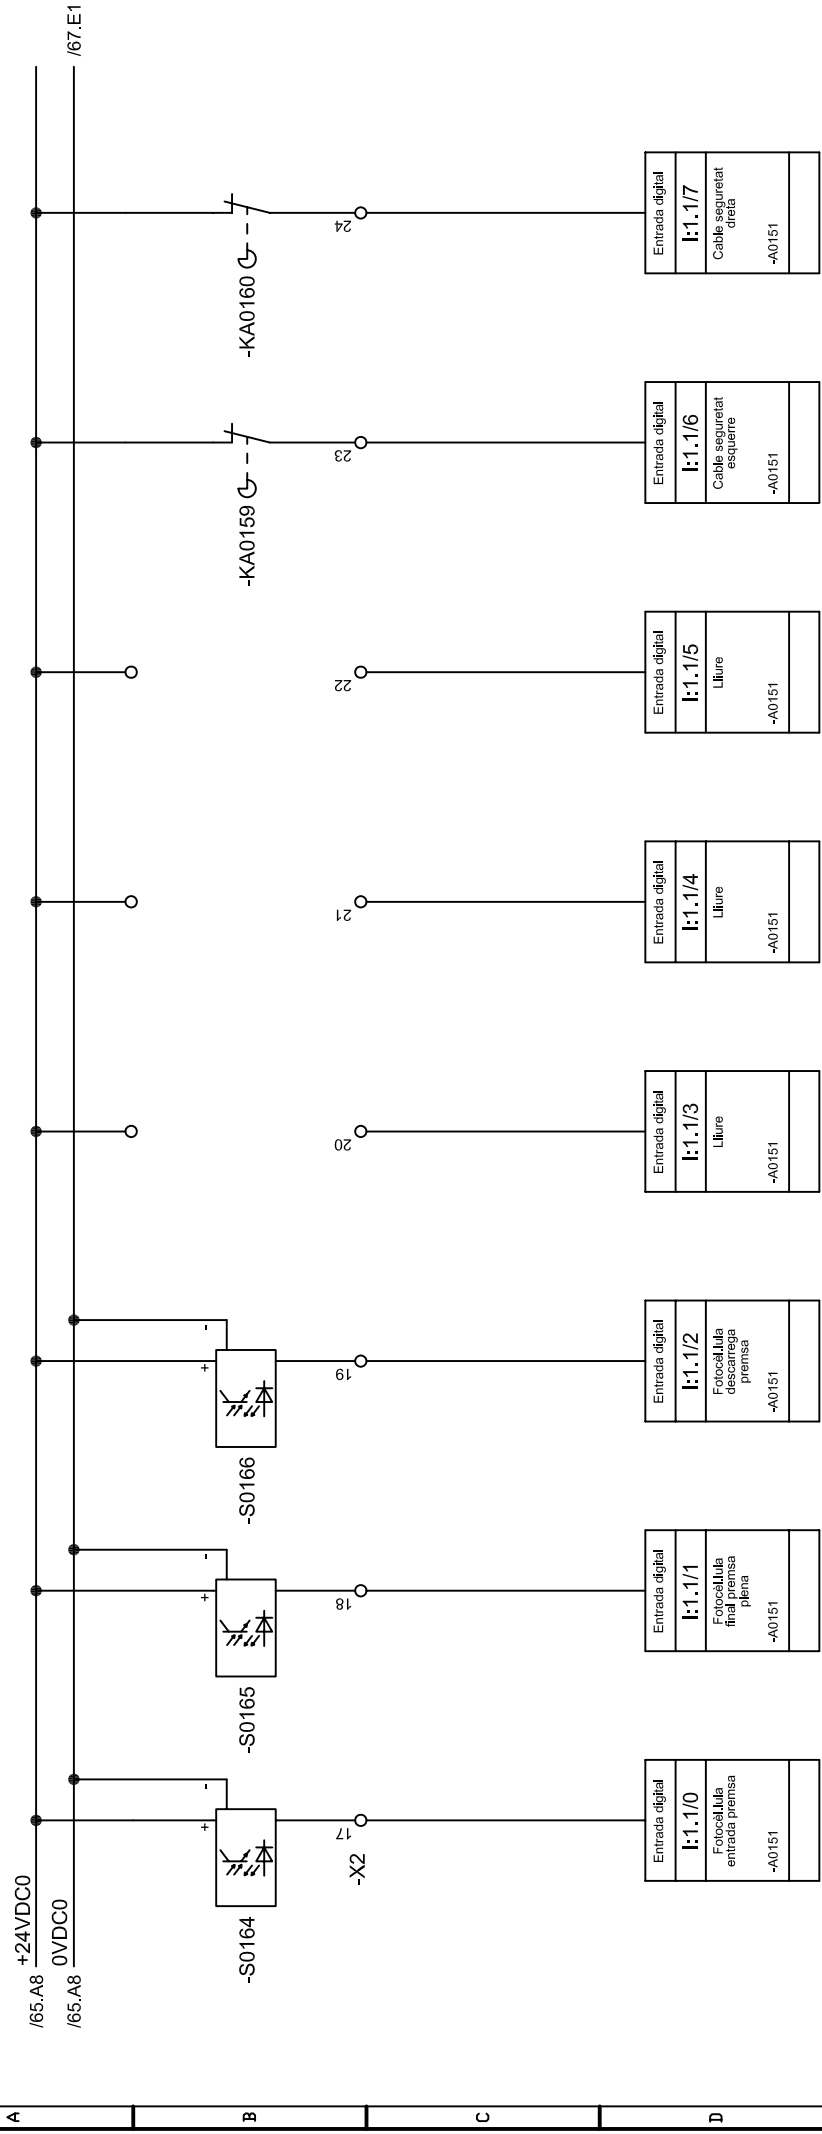 /65.A8 +24VDC0
/65.A8 0VDC0
/67.E1
-S0164
+
-
-S0165
+
-
-S0166
+
-
-KA0159
-KA0160
-X2
17
18
19
20
21
22
23
24
Entrada digital
I:1.1/0
Fotocèl.lula
entrada premsa
-A0151
Entrada digital
I:1.1/1
Fotocèl.lula
final premsa
plena
-A0151
Entrada digital
I:1.1/2
Fotocèl.lula
descarrega
premsa
-A0151
Entrada digital
I:1.1/3
Lliure
-A0151
Entrada digital
I:1.1/4
Lliure
-A0151
Entrada digital
I:1.1/5
Lliure
-A0151
Entrada digital
I:1.1/6
Cable seguretat
esquerre
-A0151
Entrada digital
I:1.1/7
Cable seguretat
dreta
-A0151
A
B
C
D